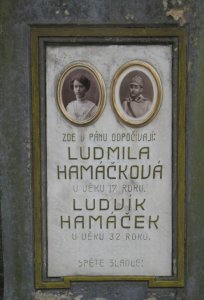 ZDE V PÁNU ODPOČÍVAJÍ:
LUDMILA
HAMÁČKOVÁ
V VĚKU 17 ROKU.
LUDVÍK
HAMÁČEK
V VĚKU 32 ROKU.
SPĚTE SLADCE!